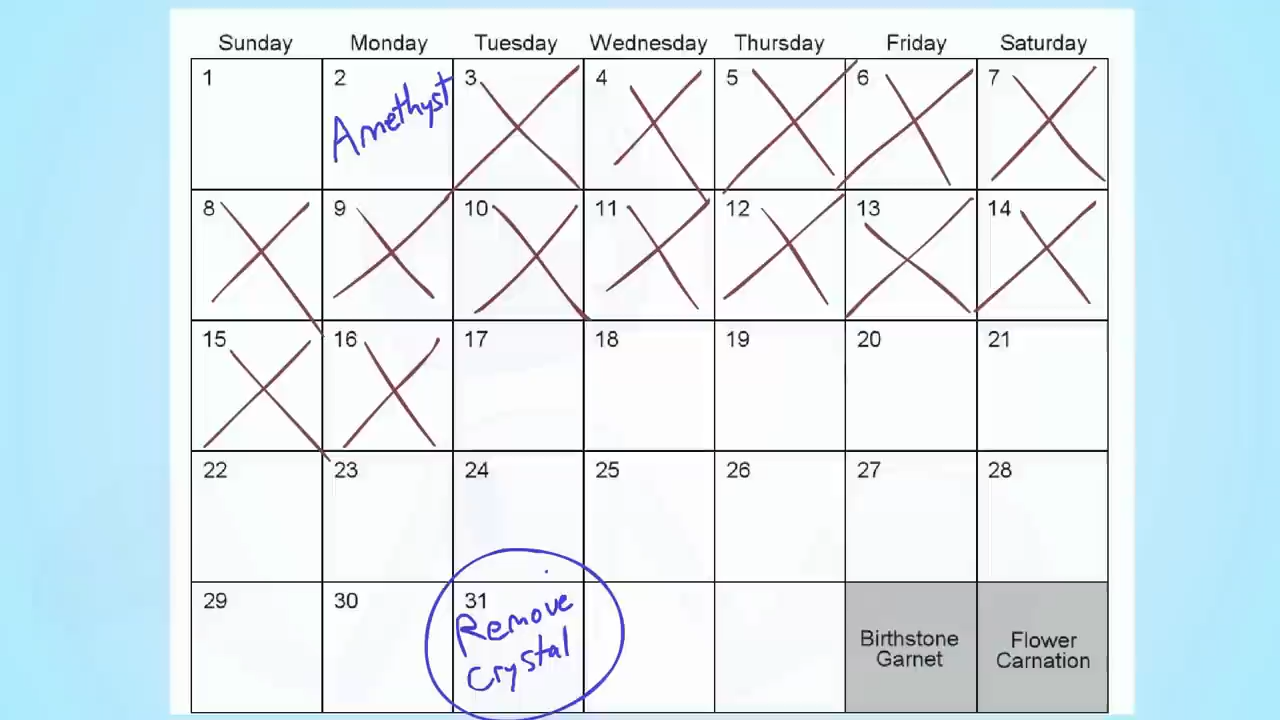 Sunday Monday Tuesday Wednesday Thursday Friday Saturday
1 2 3 4 5 6 7
Amethyst
8 9 10 11 12 13 14
15 16 17 18 19 20 21
22 23 24 25 26 27 28
29 30 31
Remove
Crystal
Birthstone
Garnet
Flower
Carnation